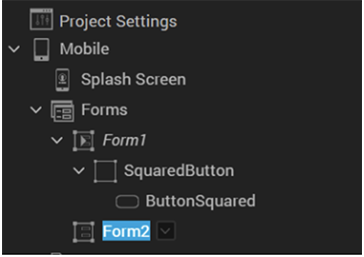 Project Settings
Mobile
Splash Screen
Forms
Form1
SquaredButton
ButtonSquared
Form2